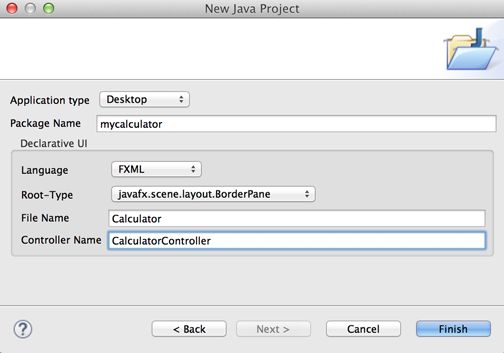 New Java Project
Application type Desktop
Package Name mycalculator
Declarative UI
Language FXML
Root-Type javafx.scene.layout.BorderPane
File Name Calculator
Controller Name CalculatorController
? < Back Next > Cancel Finish